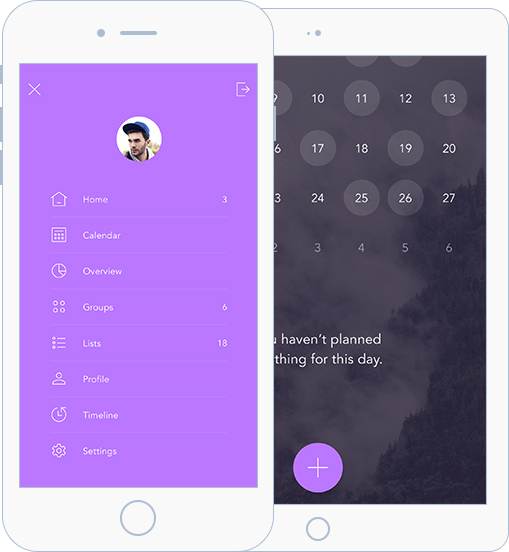 Home 3
Calendar
Overview
Groups 6
Lists 18
Profile
Timeline
Settings
9 10 11 12 13
17 18 19 20
24 25 26 27
2 3 4 5 6
haven't planned
thing for this day.